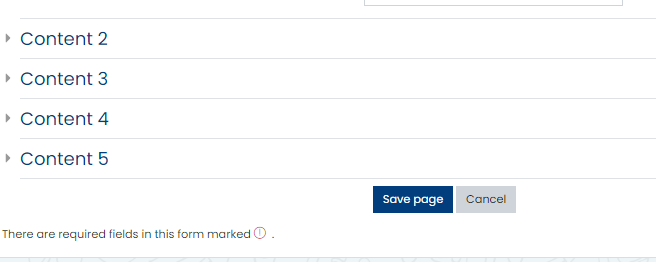 Content 2
Content 3
Content 4
Content 5
Save page Cancel
There are required fields in this form marked .